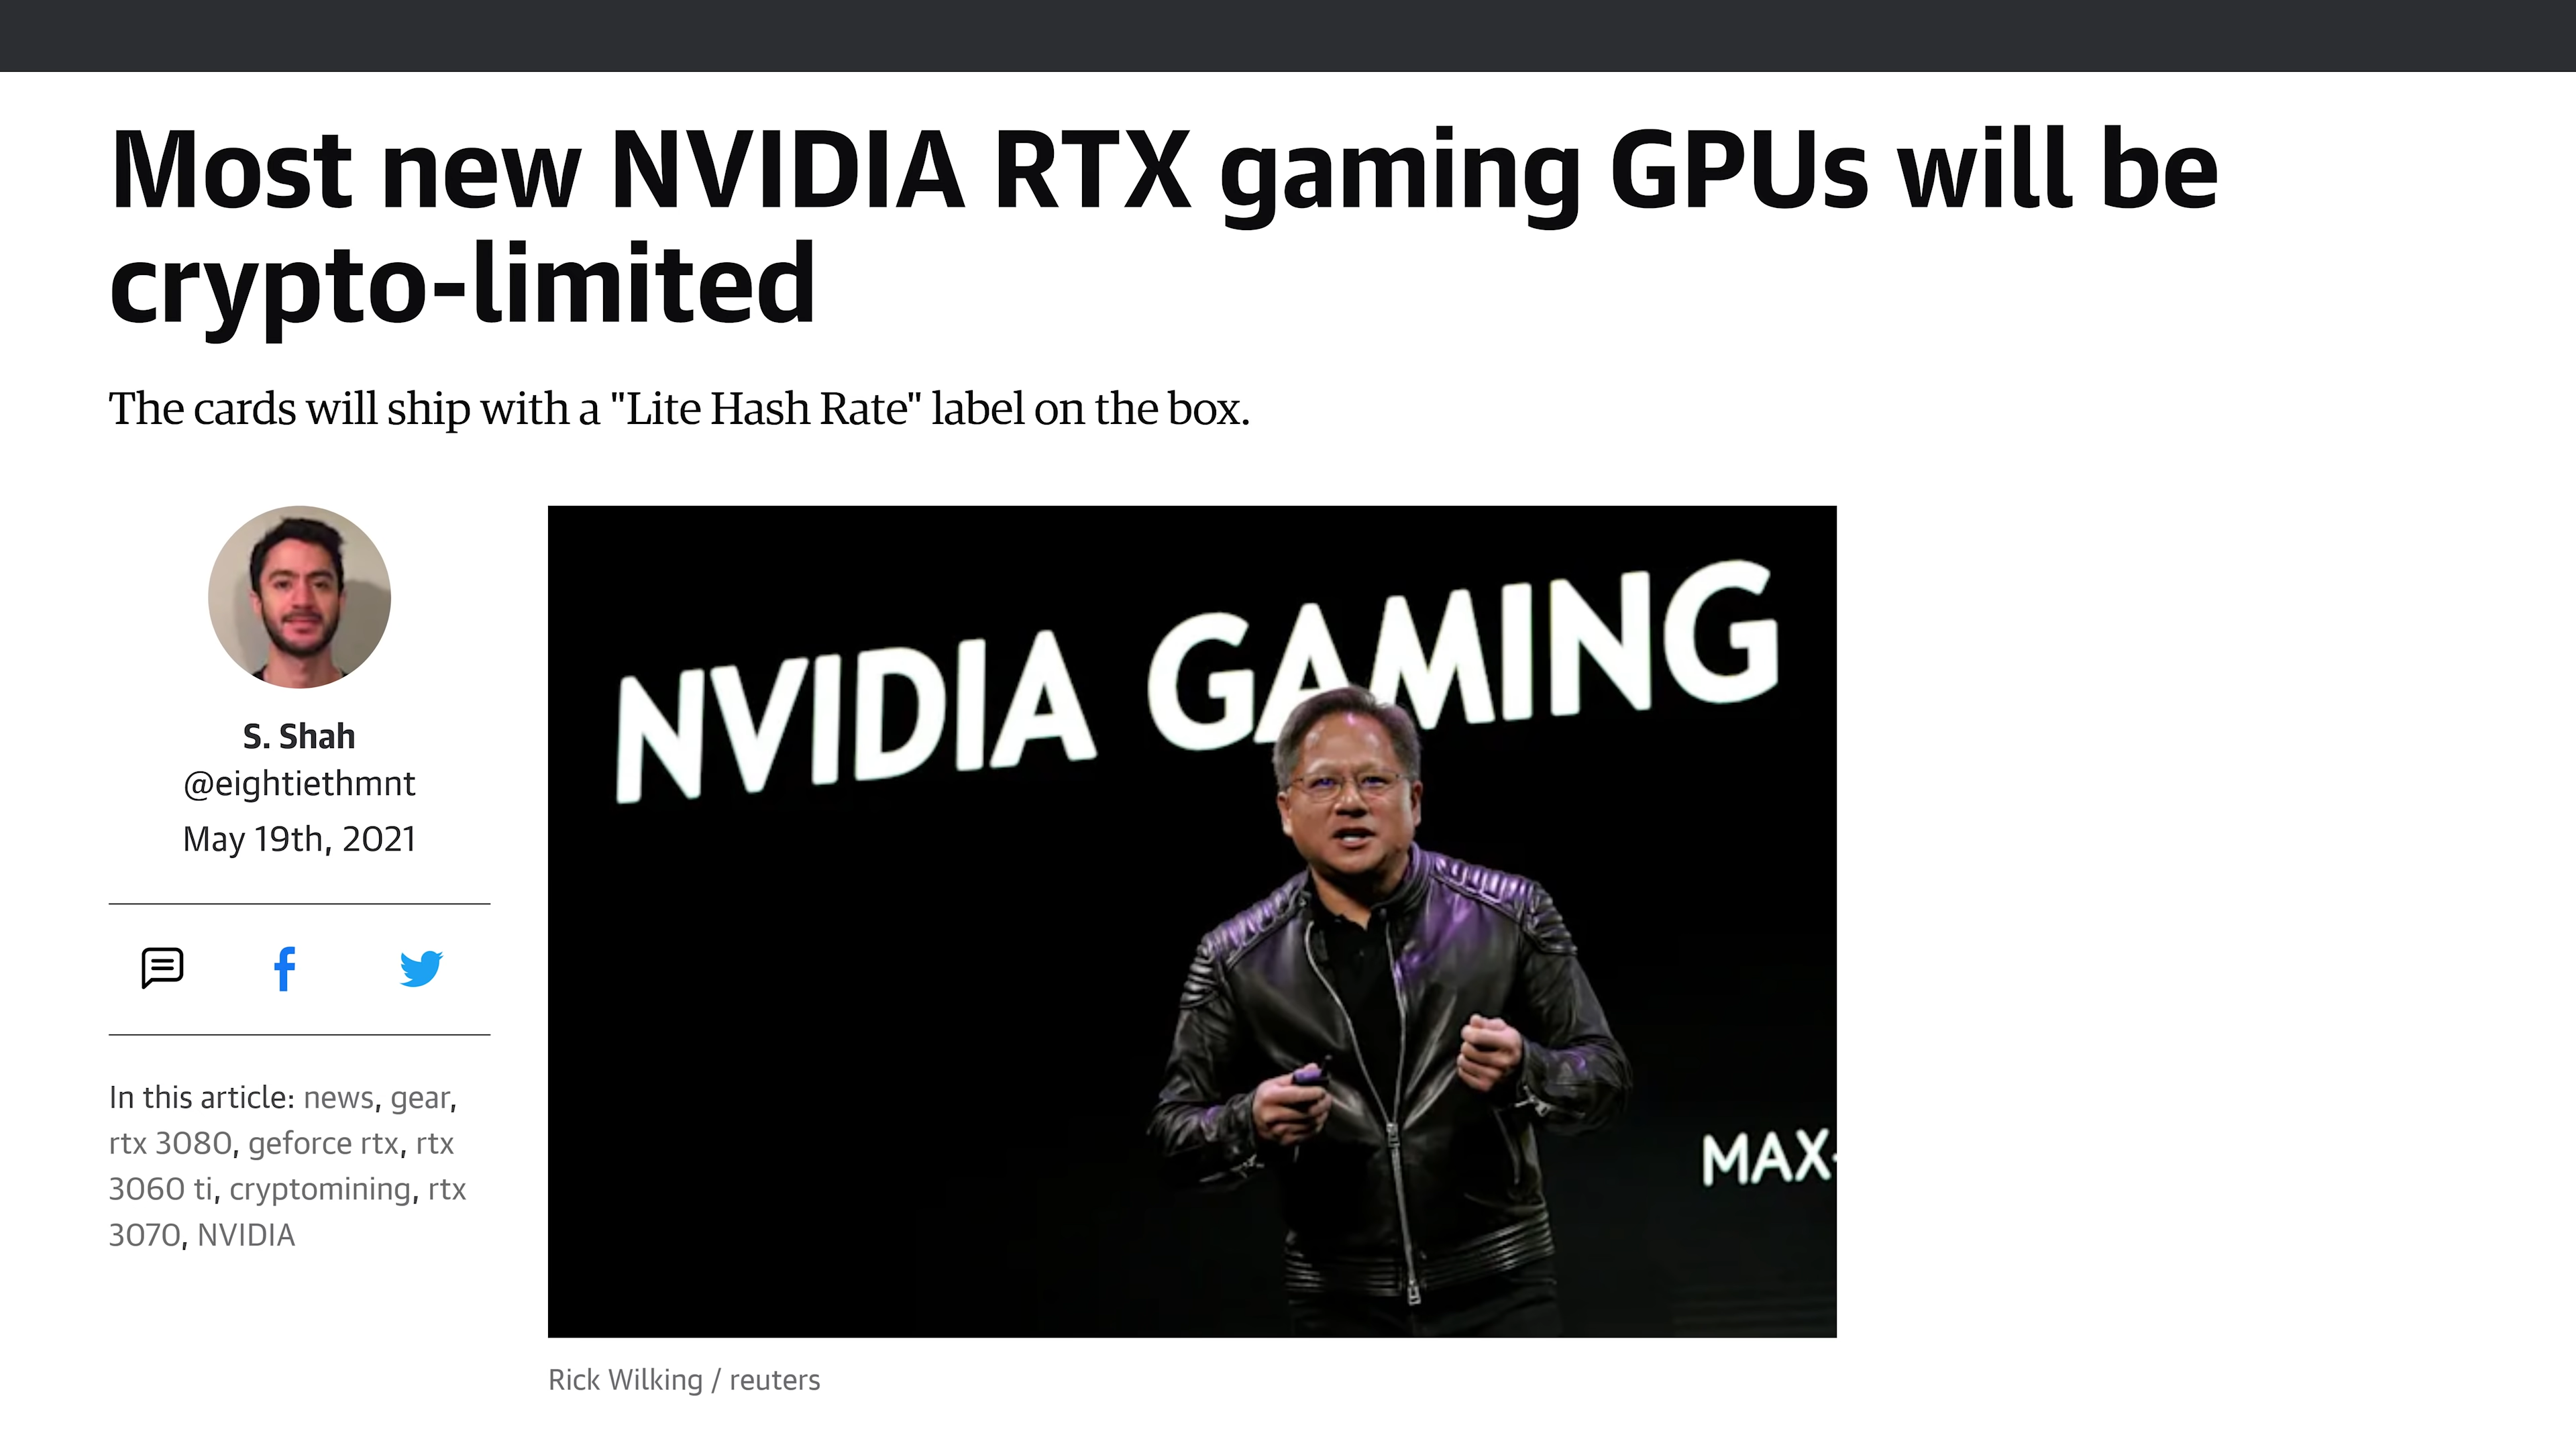 Most new NVIDIA RTX gaming GPUs will be
crypto-limited
The cards will ship with a "Lite Hash Rate" label on the box.
S. Shah
@eightiethmnt
May 19th, 2021
In this article: news, gear,
rtx 3080, geforce rtx, rtx
3060 ti, cryptomining, rtx
3070, NVIDIA
NVIDIA GAMING
MAX-
Rick Wilking / reuters